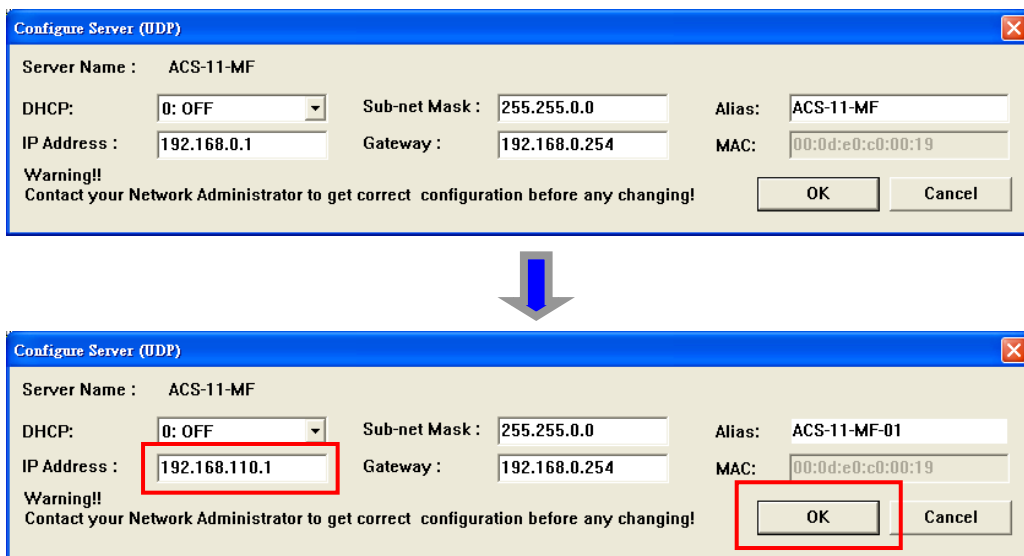 Configure Server (UDP)
Server Name : ACS-11-MF
DHCP: 0: OFF Sub-net Mask : 255.255.0.0 Alias: ACS-11-MF
IP Address : 192.168.0.1 Gateway : 192.168.0.254 MAC: 00:0d:e0:c0:00:19
Warning!!
Contact your Network Administrator to get correct configuration before any changing!
OK Cancel
Configure Server (UDP)
Server Name : ACS-11-MF
DHCP: 0: OFF Sub-net Mask : 255.255.0.0 Alias: ACS-11-MF-01
IP Address : 192.168.110.1 Gateway : 192.168.0.254 MAC: 00:0d:e0:c0:00:19
Warning!!
Contact your Network Administrator to get correct configuration before any changing!
OK Cancel